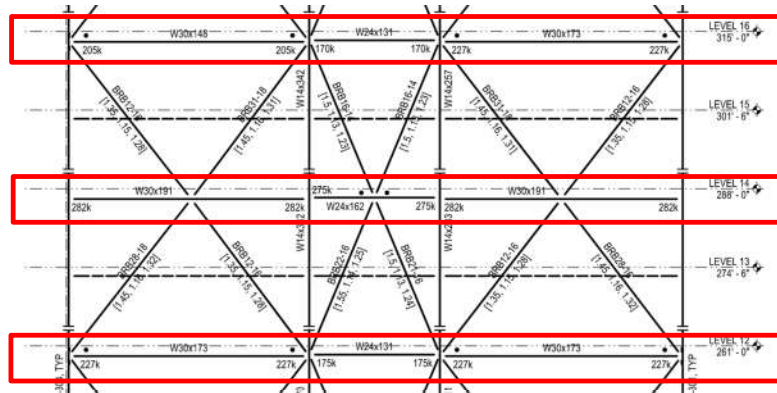 W30x148
W24x131
W30x173
LEVEL 16
315' - 0"
205k
205k
170k
170k
227k
227k
BRB12-16
[1.35, 1.15, 1.28]
BRB31-18
[1.45, 1.16, 1.31]
W14x342
BRB16-14
[1.5, 1.13, 1.23]
BRB16-14
[1.5, 1.13, 1.23]
W14x257
BRB31-18
[1.45, 1.16, 1.31]
BRB12-16
[1.35, 1.15, 1.28]
LEVEL 15
301' - 6"
W30x191
275k
W30x191
LEVEL 14
288' - 0"
282k
282k
W24x162
275k
282k
282k
BRB28-18
[1.45, 1.16, 1.32]
BRB12-16
[1.35, 1.15, 1.28]
BRB22-16
[1.55, 1.14, 1.25]
BRB21-16
[1.5, 1.13, 1.24]
BRB12-16
[1.35, 1.15, 1.28]
[1.45, 1.16, 1.32]
LEVEL 13
274' - 6"
W30x173
W24x131
W30x173
LEVEL 12
261' - 0"
227k
227k
175k
175k
227k
227k